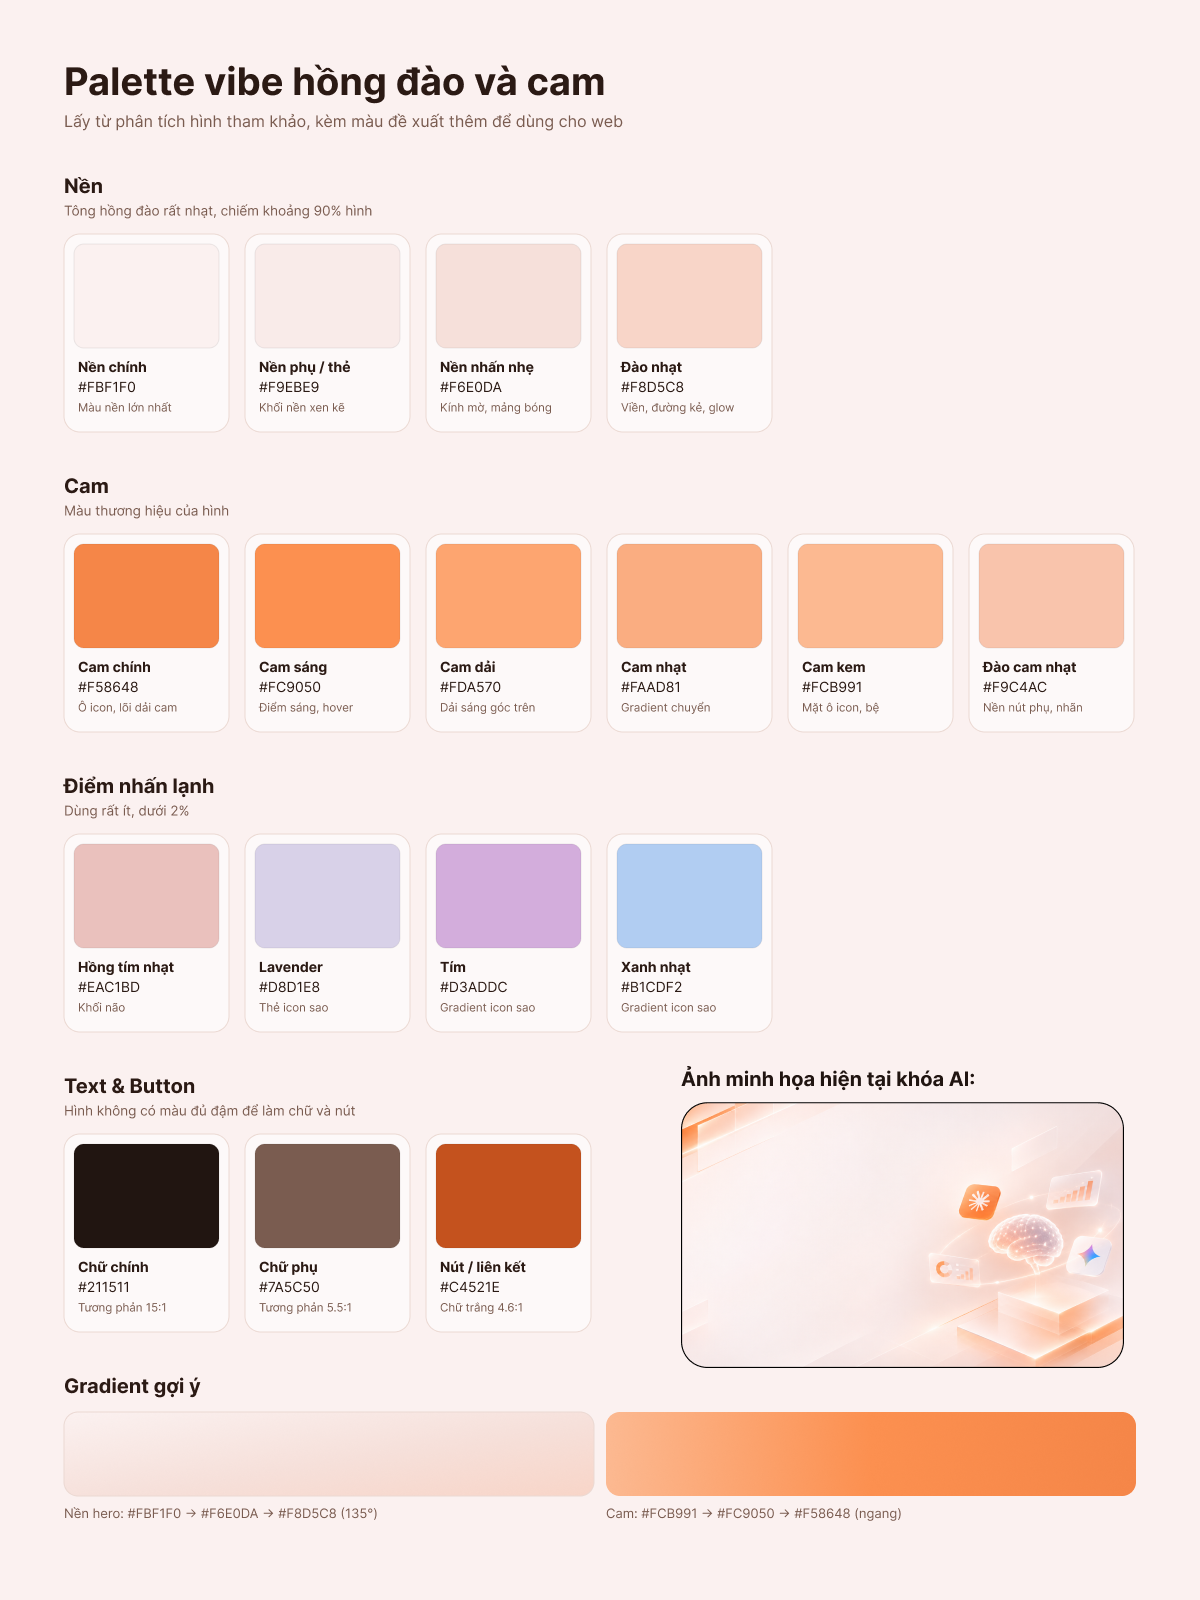 Palette vibe hồng đào và cam
Lấy từ phân tích hình tham khảo, kèm màu đề xuất thêm để dùng cho web
Nền
Tông hồng đào rất nhạt, chiếm khoảng 90% hình
Nền chính
#FBF1F0
Màu nền lớn nhất
Nền phụ / thẻ
#F9EBE9
Khối nền xen kẽ
Nền nhấn nhẹ
#F6E0DA
Kính mờ, mảng bóng
Đào nhạt
#F8D5C8
Viền, đường kẻ, glow
Cam
Màu thương hiệu của hình
Cam chính
#F58648
Ô icon, lõi dải cam
Cam sáng
#FC9050
Điểm sáng, hover
Cam dải
#FDA570
Dải sáng góc trên
Cam nhạt
#FAAD81
Gradient chuyển
Cam kem
#FCB991
Mặt ô icon, bệ
Đào cam nhạt
#F9C4AC
Nền nút phụ, nhãn
Điểm nhấn lạnh
Dùng rất ít, dưới 2%
Hồng tím nhạt
#EAC1BD
Khối não
Lavender
#D8D1E8
Thẻ icon sao
Tím
#D3ADDC
Gradient icon sao
Xanh nhạt
#B1CDF2
Gradient icon sao
Text & Button
Hình không có màu đủ đậm để làm chữ và nút
Chữ chính
#211511
Tương phản 15:1
Chữ phụ
#7A5C50
Tương phản 5.5:1
Nút / liên kết
#C4521E
Chữ trắng 4.6:1
Ảnh minh họa hiện tại khóa AI:
Gradient gợi ý
Nền hero: #FBF1F0 → #F6E0DA → #F8D5C8 (135°)
Cam: #FCB991 → #FC9050 → #F58648 (ngang)